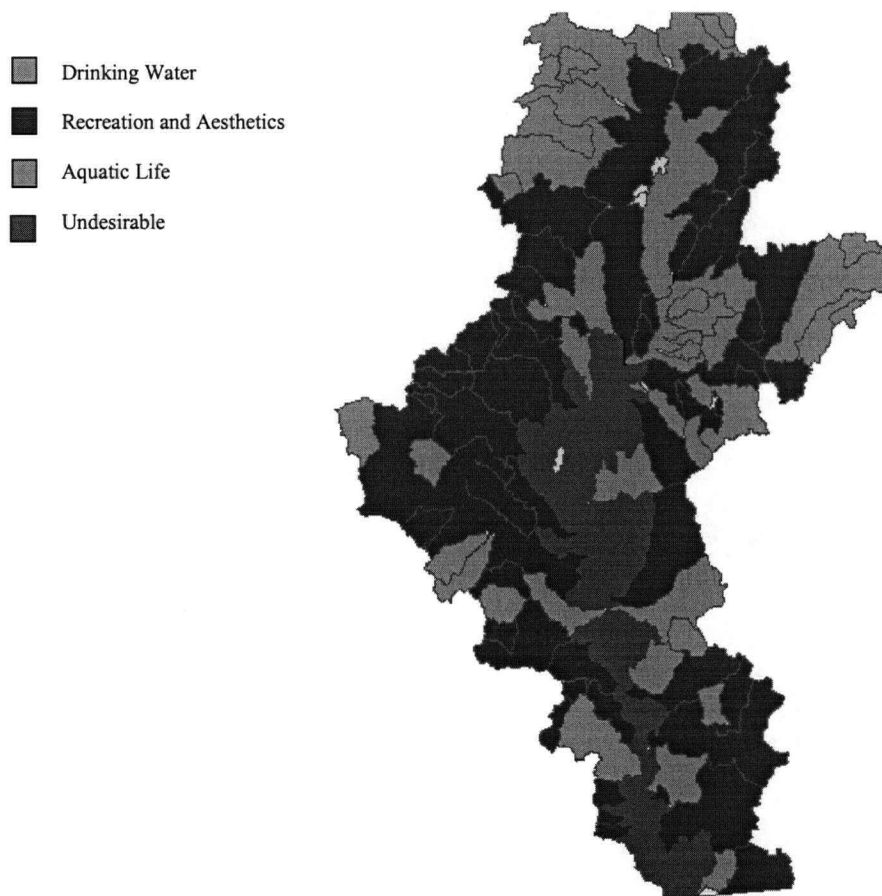 Drinking Water
Recreation and Aesthetics
Aquatic Life
Undesirable